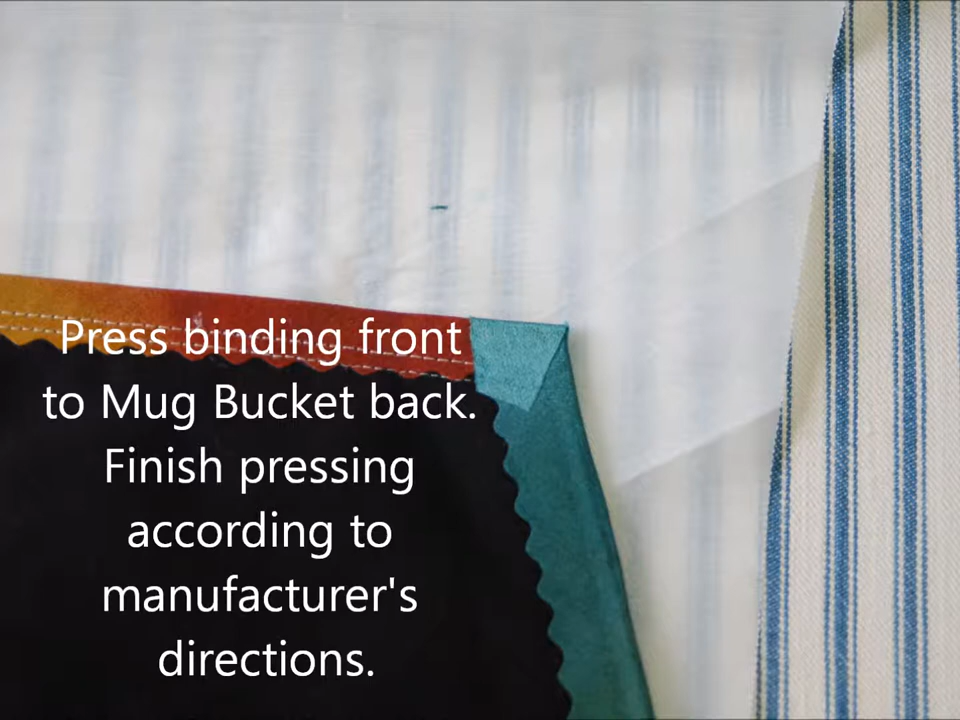 Press binding front
to Mug Bucket back.
Finish pressing
according to
manufacturer's
directions.